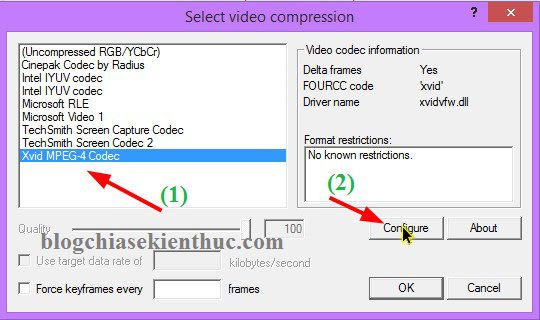 Select video compression
(Uncompressed RGB/YCbCr)
Cinepak Codec by Radius
Intel IYUV codec
Intel IYUV codec
Microsoft RLE
Microsoft Video 1
TechSmith Screen Capture Codec
TechSmith Screen Codec 2
Xvid MPEG-4 Codec
(1)
Video codec information
Delta frames Yes
FOURCC code 'xvid'
Driver name xvidvfw.dll
Format restrictions:
No known restrictions.
(2)
Quality 100
Configure About
blogchiasekienthuc.com
Use target data rate of kilobytes/second
Force keyframes every frames
OK Cancel